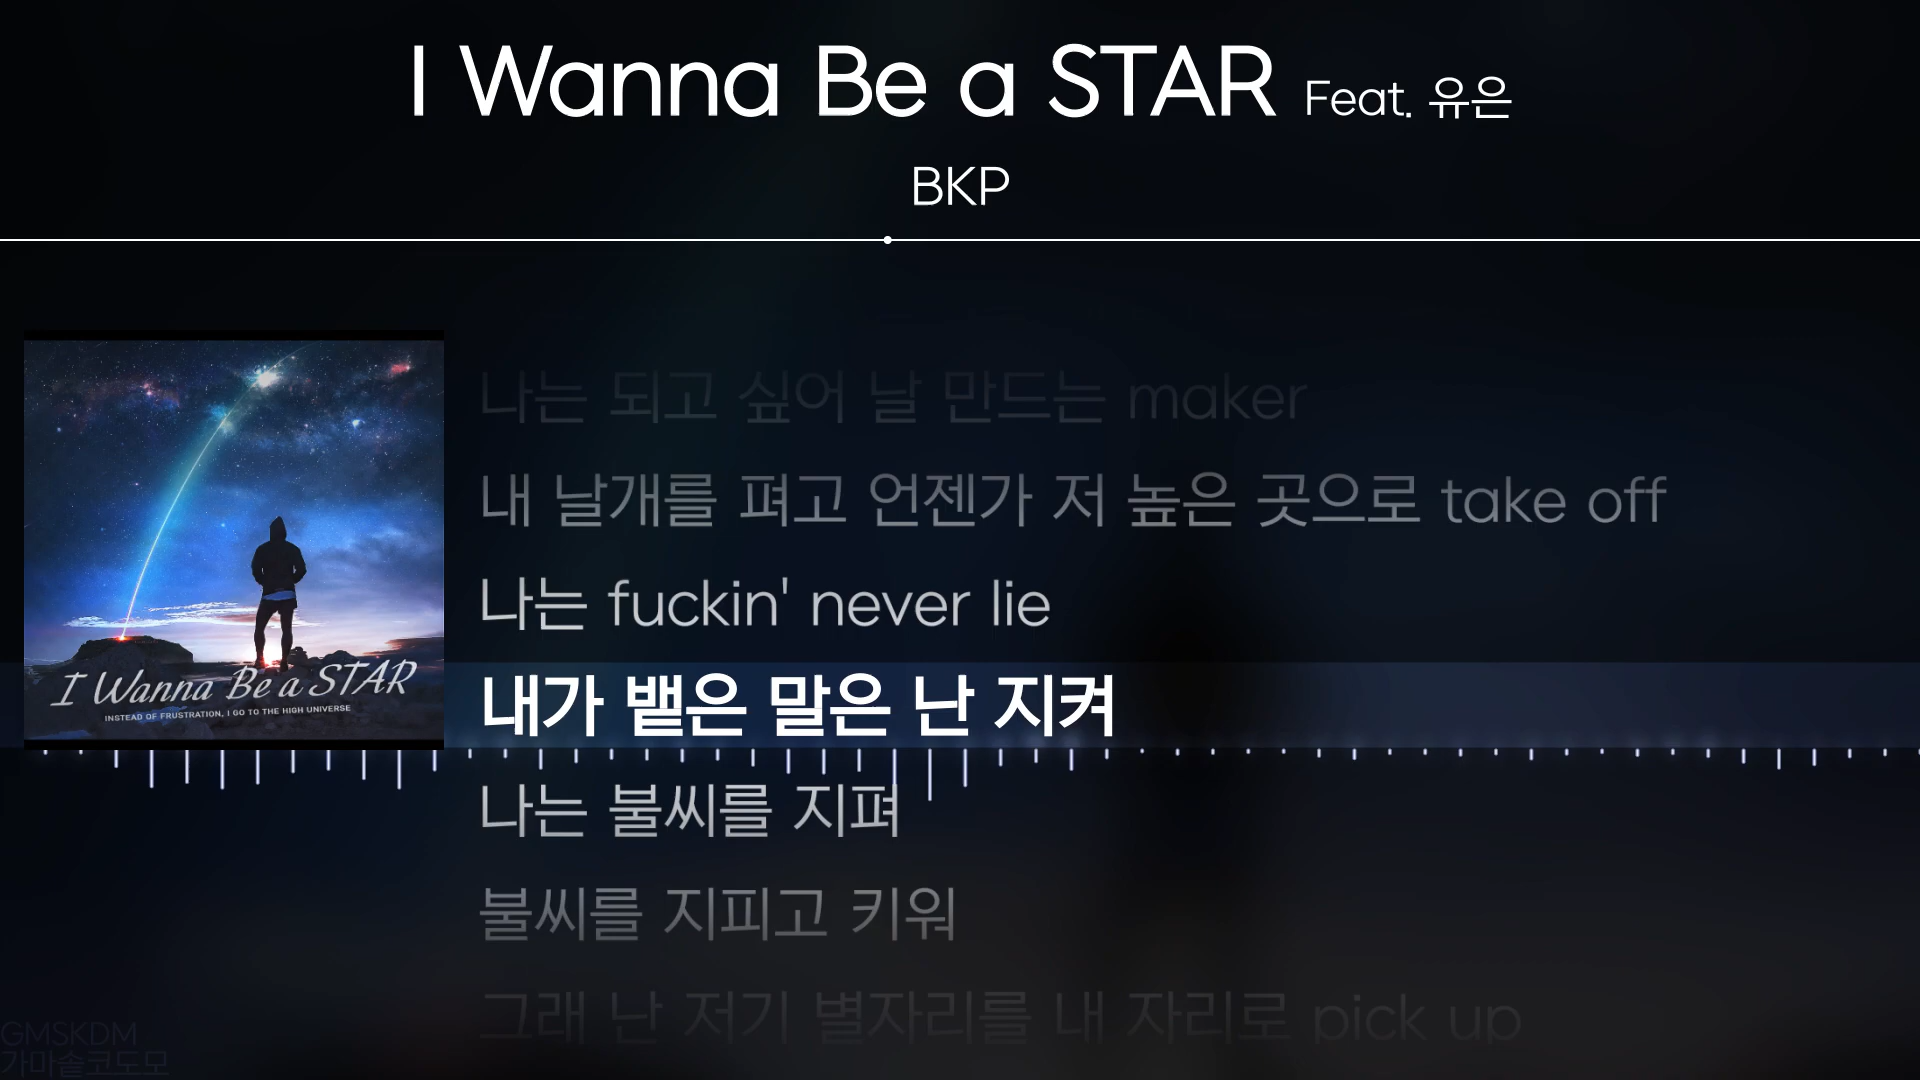 I Wanna Be a STAR Feat. 유은
BKP
나는 되고 싶어 날 만드는 maker
내 날개를 펴고 언젠가 저 높은 곳으로 take off
나는 fuckin' never lie
내가 뱉은 말은 난 지켜
나는 불씨를 지펴
불씨를 지피고 키워
그래 난 저기 별자리를 내 자리로 pick up
I Wanna Be a STAR
INSTEAD OF FRUSTRATION, I GO TO THE HIGH UNIVERSE
GMSKDM
가마솥코도모